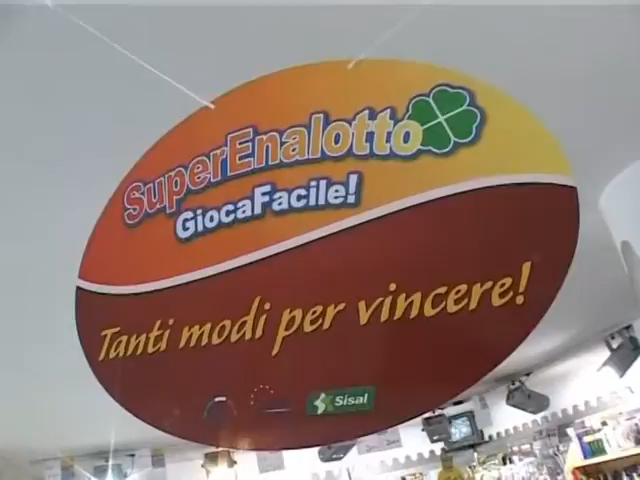 SuperEnalotto
GiocaFacile!
Tanti modi per vincere!
Sisal